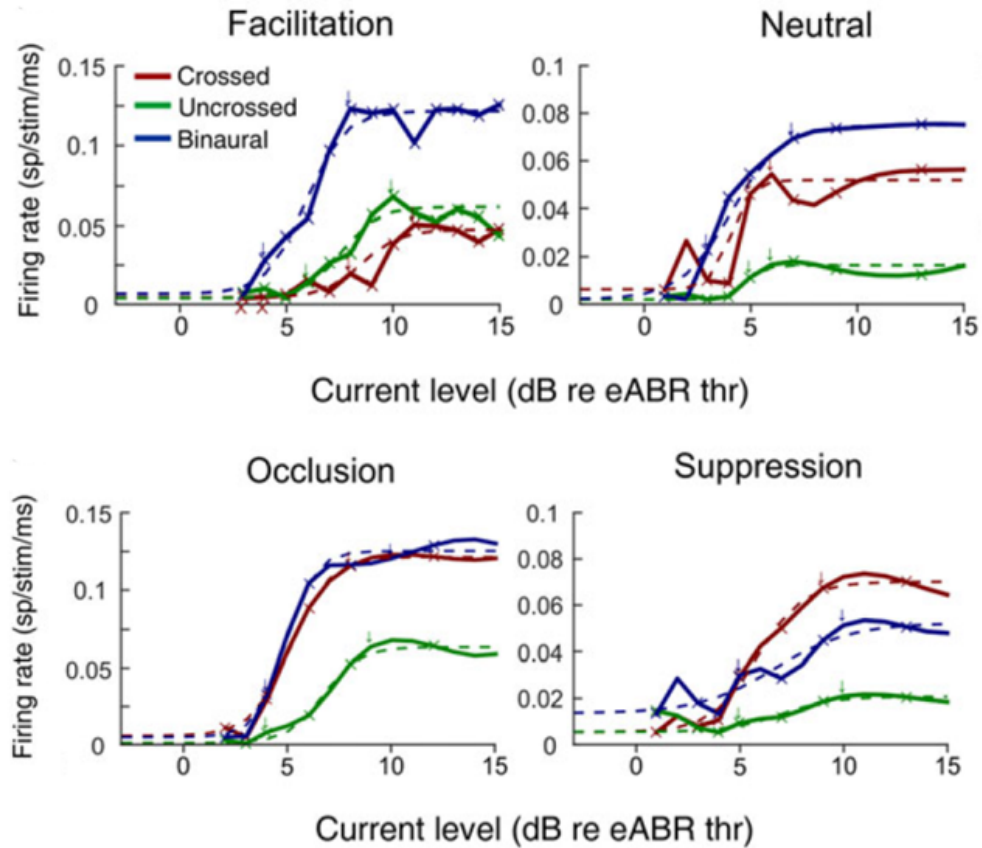 Facilitation
Neutral
Firing rate (sp/stim/ms)
0.15
0.1
0.05
0
Crossed
Uncrossed
Binaural
0 5 10 15
0.1
0.08
0.06
0.04
0.02
0
0 5 10 15
Current level (dB re eABR thr)
Occlusion
Suppression
Firing rate (sp/stim/ms)
0.15
0.1
0.05
0
0 5 10 15
0.1
0.08
0.06
0.04
0.02
0
0 5 10 15
Current level (dB re eABR thr)